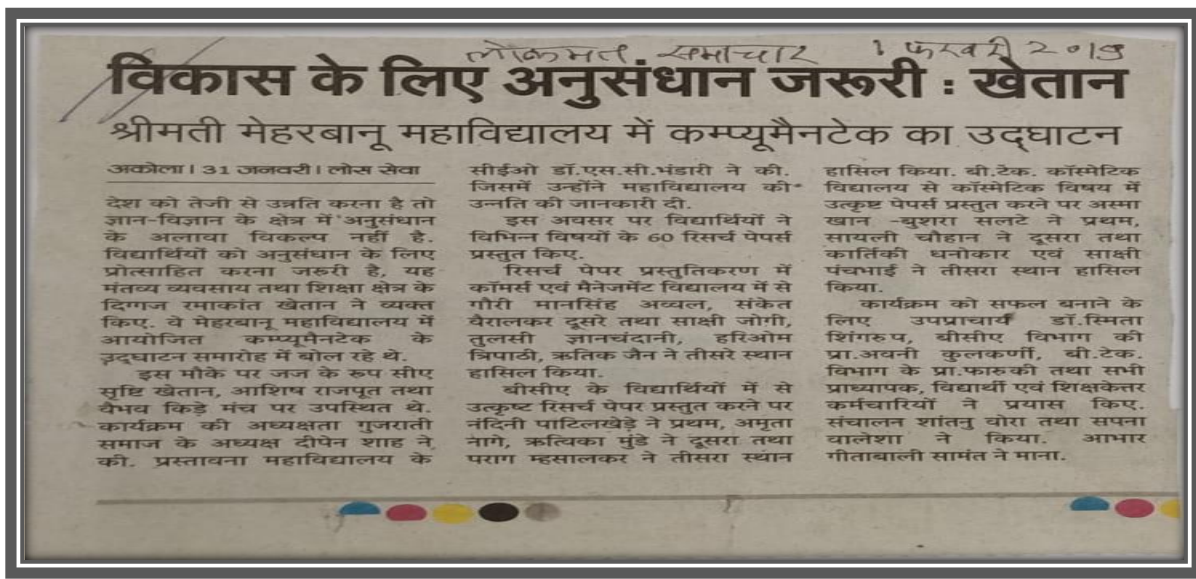 लोकमत समाचार 1 फरवरी 2019
विकास के लिए अनुसंधान जरूरी : खेतान
श्रीमती मेहरबानू महाविद्यालय में कम्प्यूमैनटेक का उद्घाटन
अकोला। 31 जनवरी। लोस सेवा
देश को तेजी से उन्नति करना है तो
ज्ञान-विज्ञान के क्षेत्र में अनुसंधान
के अलावा विकल्प नहीं है.
विद्यार्थियों को अनुसंधान के लिए
प्रोत्साहित करना जरूरी है, यह
मंतव्य व्यवसाय तथा शिक्षा क्षेत्र के
दिग्गज रमाकांत खेतान ने व्यक्त
किए. वे मेहरबानू महाविद्यालय में
आयोजित कम्प्यूमैनटेक के
उद्घाटन समारोह में बोल रहे थे.
इस मौके पर जज के रुप सीए
सृष्टि खेतान, आशिष राजपूत तथा
वैभव किडे मंच पर उपस्थित थे.
कार्यक्रम की अध्यक्षता गुजराती
समाज के अध्यक्ष दीपेन शाह ने
की. प्रस्तावना महाविद्यालय के
सीईओ डॉ.एस.सी.भंडारी ने की.
जिसमें उन्होंने महाविद्यालय की
उन्नति की जानकारी दी.
इस अवसर पर विद्यार्थियों ने
विभिन्न विषयों के 60 रिसर्च पेपर्स
प्रस्तुत किए.
रिसर्च पेपर प्रस्तुतिकरण में
कॉमर्स एवं मैनेजमेंट विद्यालय में से
गौरी मानसिंह अव्वल, संकेत
वैरालकर दूसरे तथा साक्षी जोगी,
तुलसी ज्ञानचंदानी, हरिओम
त्रिपाठी, ऋतिक जैन ने तीसरे स्थान
हासिल किया.
बीसीए के विद्यार्थियों में से
उत्कृष्ट रिसर्च पेपर प्रस्तुत करने पर
नंदिनी पाटिलखेडे ने प्रथम, अमृता
नागे, ऋत्विका मुंडे ने दूसरा तथा
पराग म्हसालकर ने तीसरा स्थान
हासिल किया. बी.टेक. कॉस्मेटिक
विद्यालय से कॉस्मेटिक विषय में
उत्कृष्ट पेपर्स प्रस्तुत करने पर अस्मा
खान -बुशरा सलटे ने प्रथम,
सायली चौहान ने दूसरा तथा
कार्तिकी धनोकार एवं साक्षी
पंचभाई ने तीसरा स्थान हासिल
किया.
कार्यक्रम को सफल बनाने के
लिए उपप्राचार्य डॉ.स्मिता
शिंगरुप, बीसीए विभाग की
प्रा.अवनी कुलकर्णी, बी.टेक.
विभाग के प्रा.फारुकी तथा सभी
प्राध्यापक, विद्यार्थी एवं शिक्षकेत्तर
कर्मचारियों ने प्रयास किए.
संचालन शांतनु वोरा तथा सपना
वालेशा ने किया. आभार
गीताबाली सामंत ने माना.